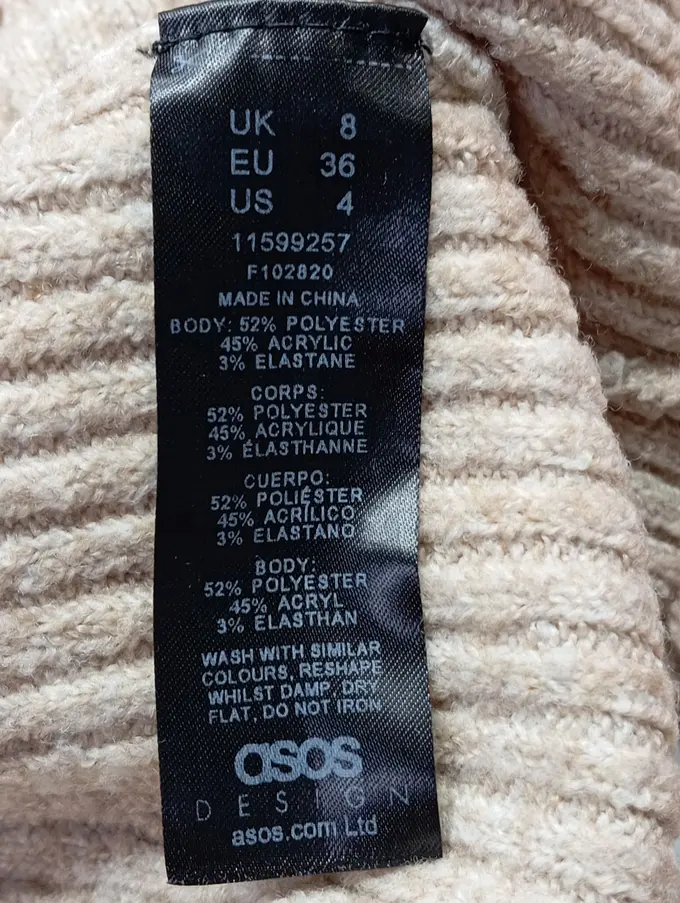 UK 8
EU 36
US 4
11599257
F102820
MADE IN CHINA
BODY: 52% POLYESTER
45% ACRYLIC
3% ELASTANE
CORPS:
52% POLYESTER
45% ACRYLIQUE
3% ÉLASTHANNE
CUERPO:
52% POLIÉSTER
45% ACRÍLICO
3% ELASTANO
BODY:
52% POLYESTER
45% ACRYL
3% ELASTHAN
WASH WITH SIMILAR
COLOURS, RESHAPE
WHILST DAMP, DRY
FLAT, DO NOT IRON
asos
DESIGN
asos.com Ltd